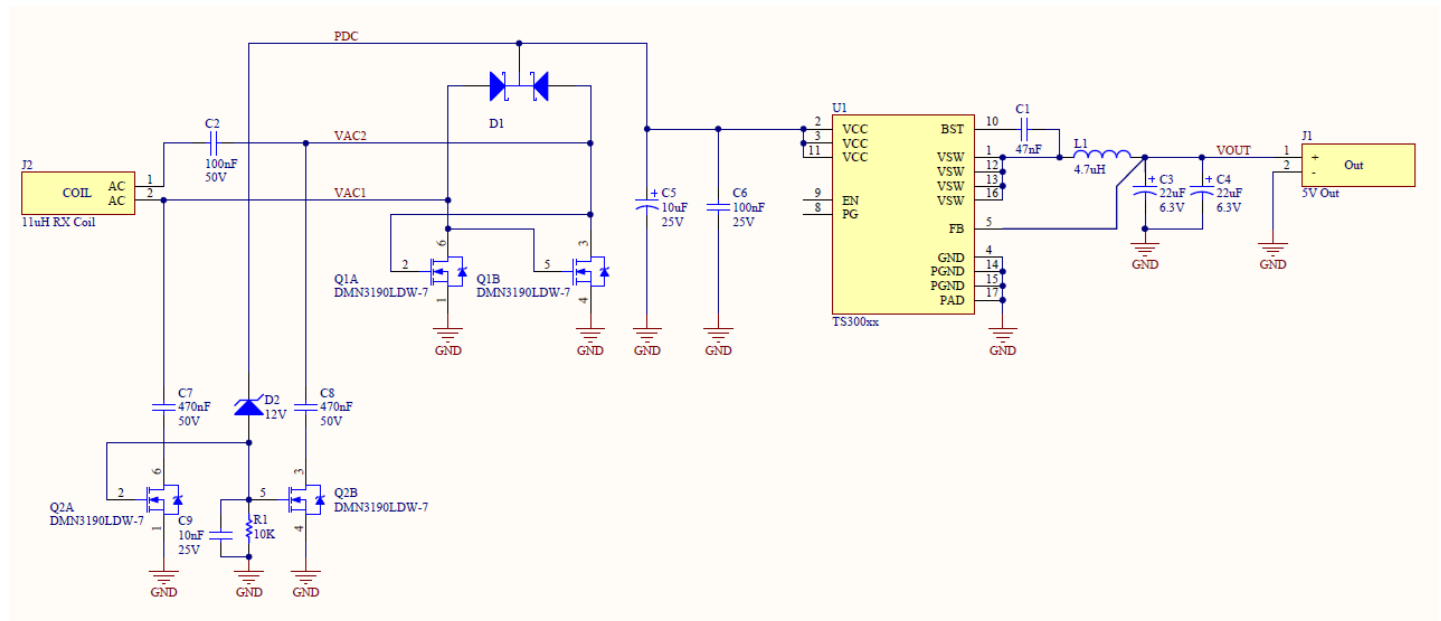 PDC
D1
C2
100nF
50V
VAC2
VAC1
J2
COIL
AC
AC
1
2
11uH RX Coil
6
2
Q1A
DMN3190LDW-7
1
GND
3
5
Q1B
DMN3190LDW-7
4
GND
C5
+
10uF
25V
GND
C6
100nF
25V
GND
U1
2
VCC
3
VCC
11
VCC
9
EN
8
PG
BST
10
VSW
1
VSW
12
VSW
13
VSW
16
FB
5
GND
4
PGND
14
PGND
15
PAD
17
TS300xx
GND
C1
47nF
L1
4.7uH
VOUT
C3
+
22uF
6.3V
C4
+
22uF
6.3V
GND
J1
1
+
2
-
Out
5V Out
GND
C7
470nF
50V
D2
12V
C8
470nF
50V
6
2
Q2A
DMN3190LDW-7
1
GND
C9
10nF
25V
R1
10K
GND
3
5
Q2B
DMN3190LDW-7
4
GND